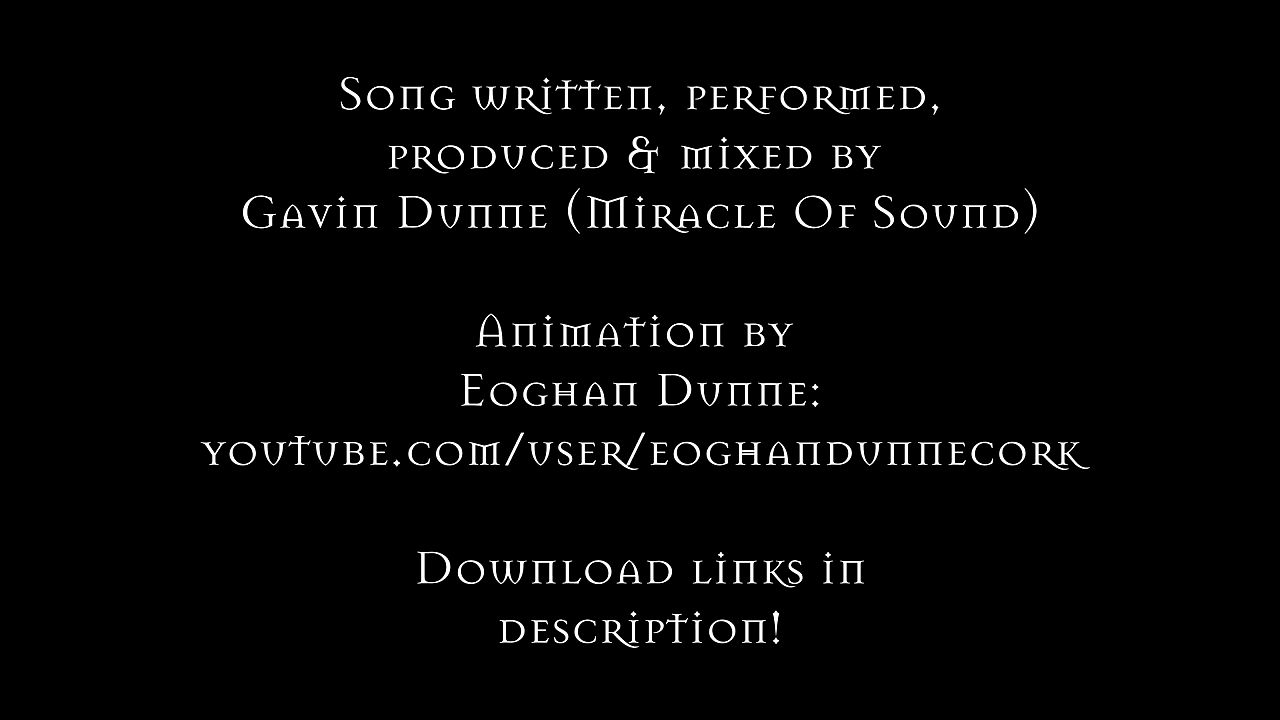 Song written, performed,
produced & mixed by
Gavin Dunne (Miracle Of Sound)
Animation by
Eoghan Dunne:
youtube.com/user/eoghandunnecork
Download links in
description!